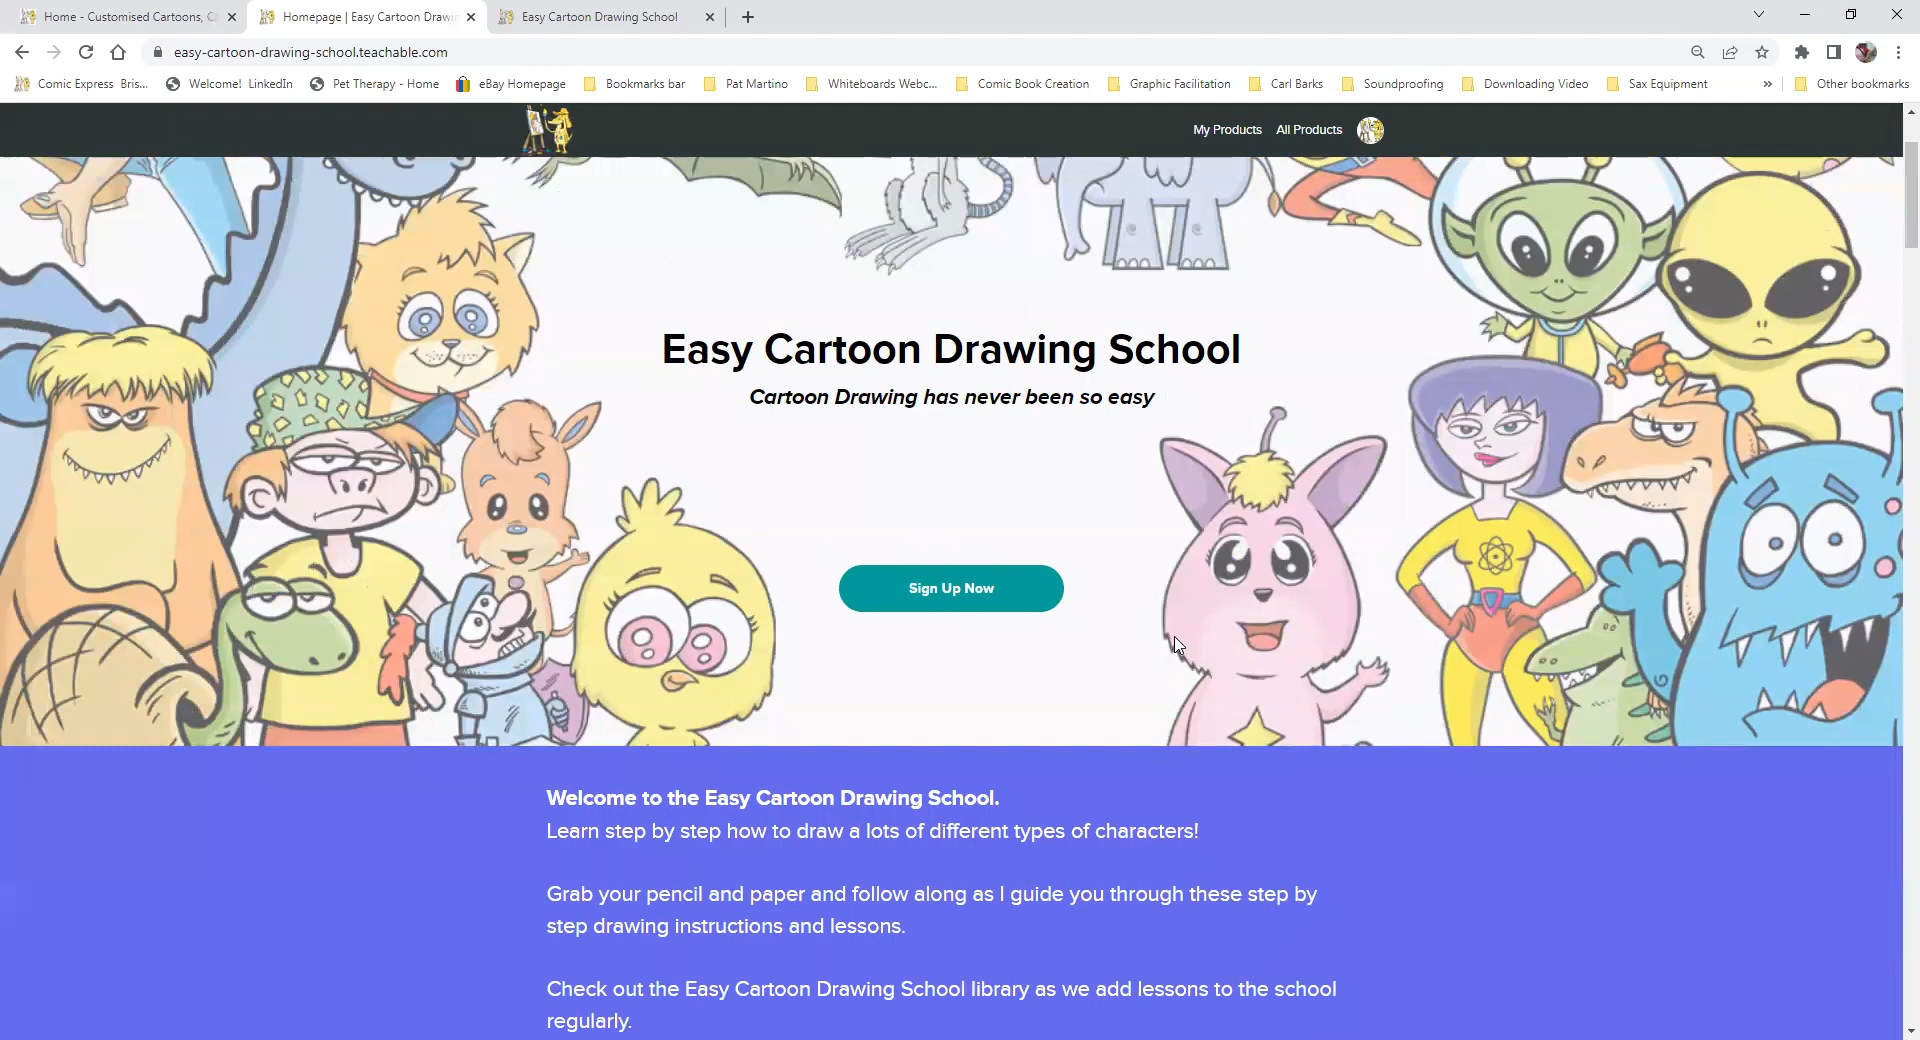 Home - Customised Cartoons, C
Homepage | Easy Cartoon Drawin
Easy Cartoon Drawing School
easy-cartoon-drawing-school.teachable.com
Comic Express Bris...
Welcome! LinkedIn
Pet Therapy - Home
eBay Homepage
Bookmarks bar
Pat Martino
Whiteboards Webc...
Comic Book Creation
Graphic Facilitation
Carl Barks
Soundproofing
Downloading Video
Sax Equipment
Other bookmarks
My Products
All Products
Easy Cartoon Drawing School
Cartoon Drawing has never been so easy
Sign Up Now
Welcome to the Easy Cartoon Drawing School.
Learn step by step how to draw a lots of different types of characters!
Grab your pencil and paper and follow along as I guide you through these step by
step drawing instructions and lessons.
Check out the Easy Cartoon Drawing School library as we add lessons to the school
regularly.